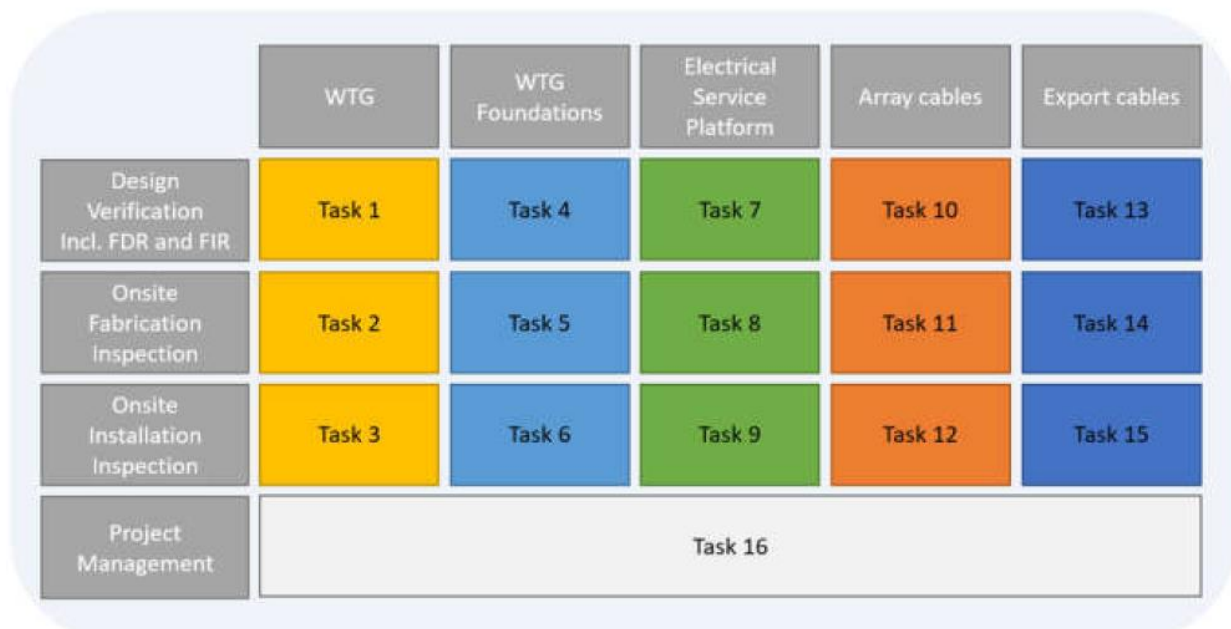 WTG
WTG
Foundations
Electrical
Service
Platform
Array cables
Export cables
Design
Verification
Incl. FDR and FIR
Task 1
Task 4
Task 7
Task 10
Task 13
Onsite
Fabrication
Inspection
Task 2
Task 5
Task 8
Task 11
Task 14
Onsite
Installation
Inspection
Task 3
Task 6
Task 9
Task 12
Task 15
Project
Management
Task 16